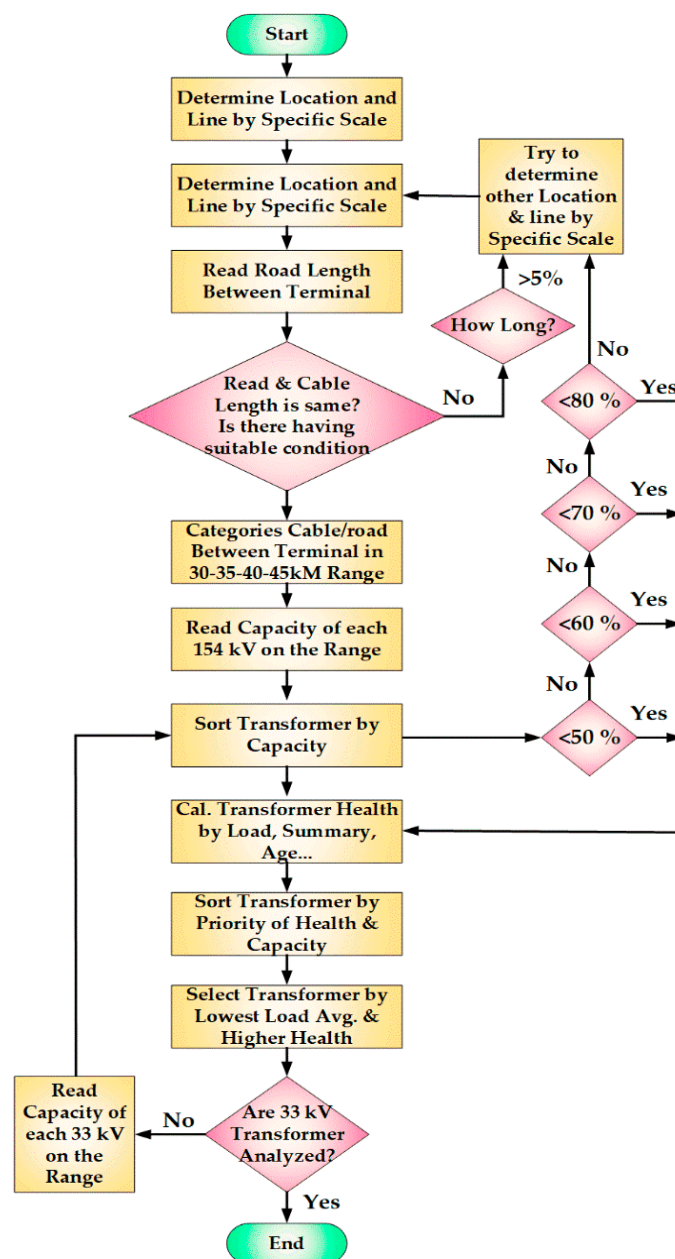 Start
Determine Location and
Line by Specific Scale
Determine Location and
Line by Specific Scale
Try to
determine
other Location
& line by
Specific Scale
Read Road Length
Between Terminal
>5%
How Long?
No
Read & Cable
Length is same?
Is there having
suitable condition
No
<80 %
Yes
No
<70 %
Yes
Categories Cable/road
Between Terminal in
30-35-40-45kM Range
No
<60 %
Yes
Read Capacity of each
154 kV on the Range
No
<50 %
Yes
Sort Transformer by
Capacity
Cal. Transformer Health
by Load, Summary,
Age...
Sort Transformer by
Priority of Health &
Capacity
Select Transformer by
Lowest Load Avg. &
Higher Health
Read
Capacity of
each 33 kV
on the
Range
No
Are 33 kV
Transformer
Analyzed?
Yes
End